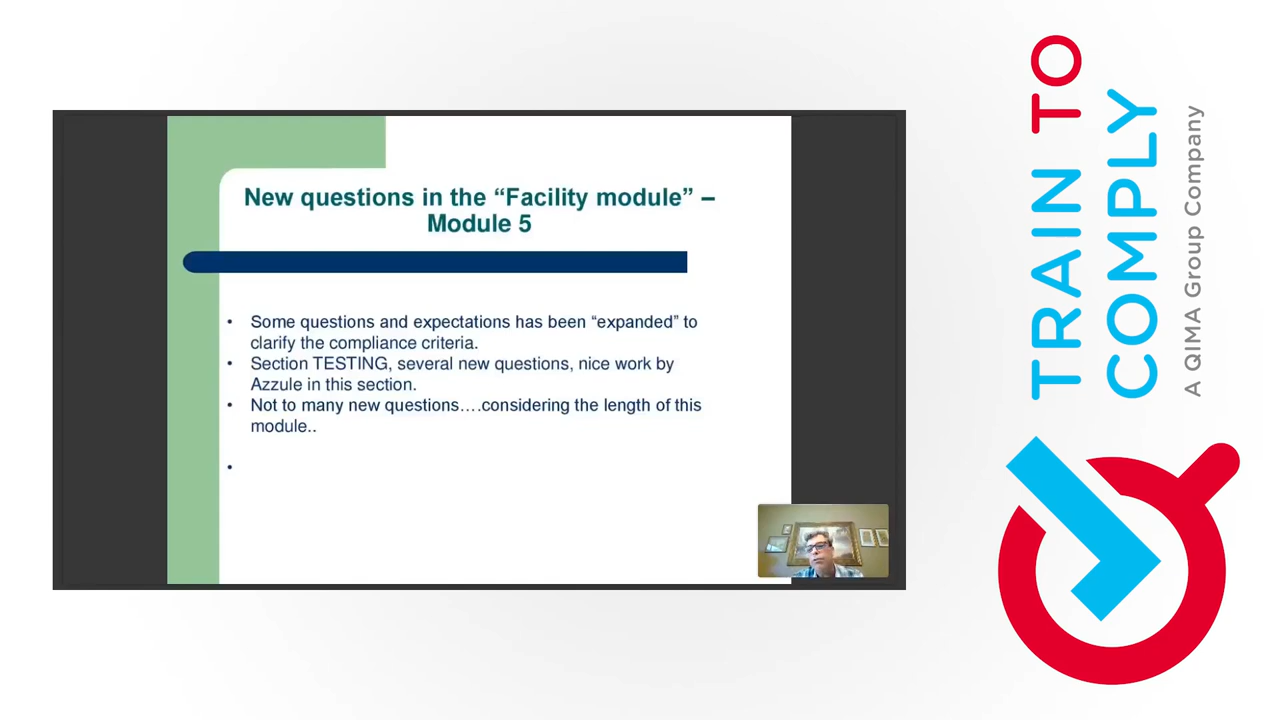 New questions in the “Facility module” –
Module 5
• Some questions and expectations has been “expanded” to
clarify the compliance criteria.
• Section TESTING, several new questions, nice work by
Azzule in this section.
• Not to many new questions….considering the length of this
module..
•
TRAIN TO
COMPLY
A QIMA Group Company